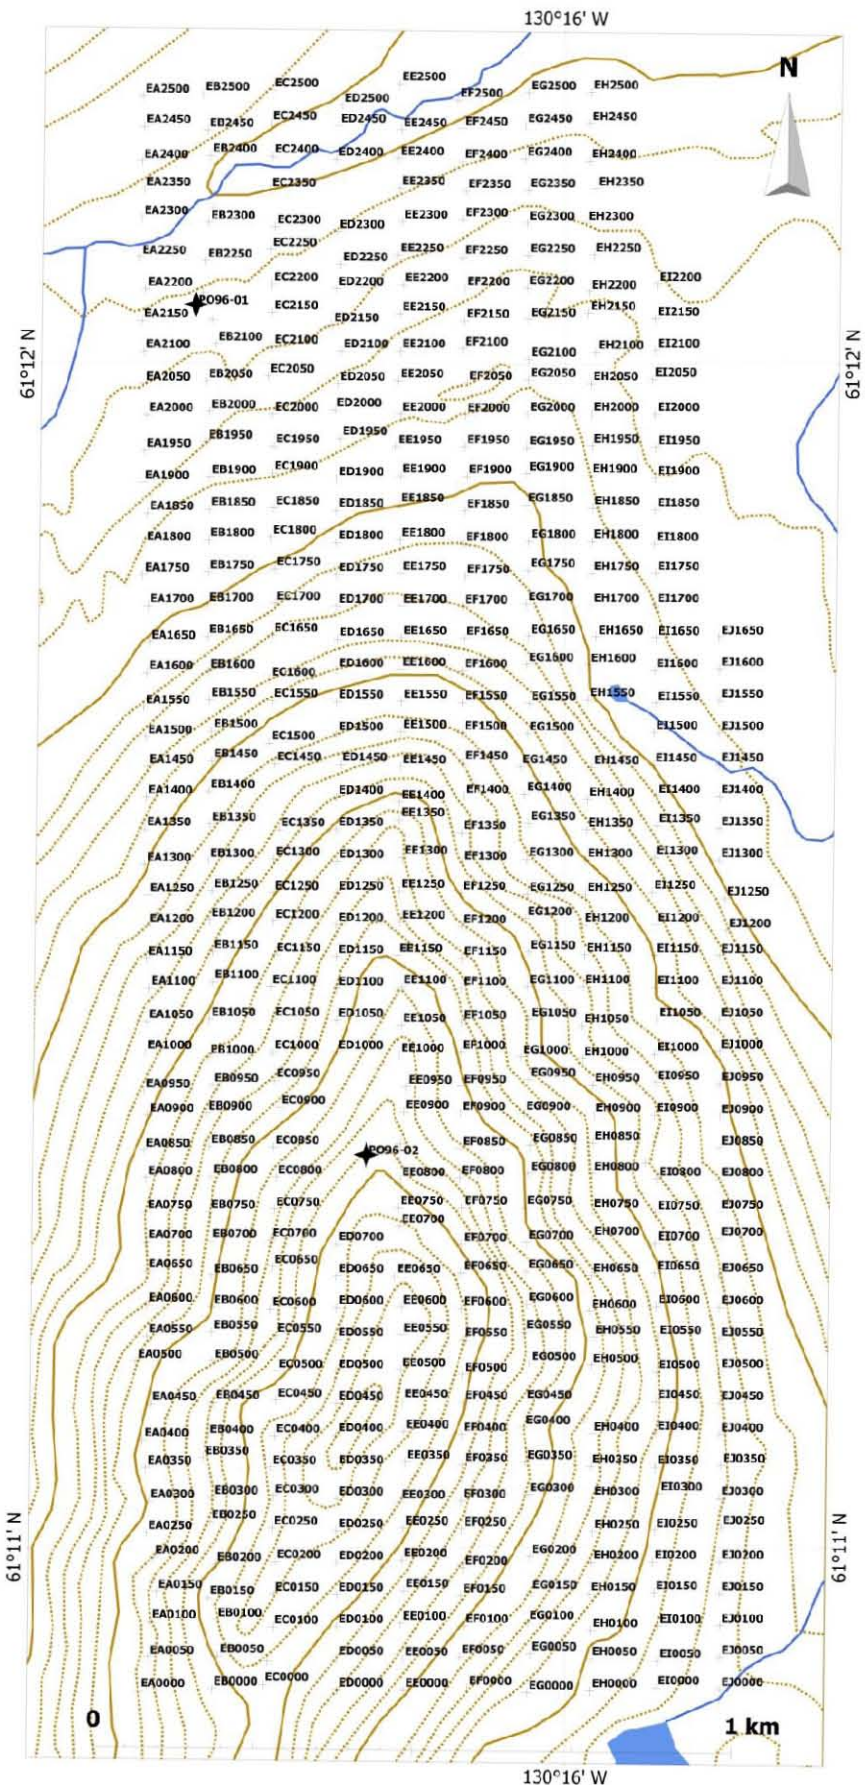 130°16' W
N
EA2500 EB2500 EC2500 ED2500 EE2500 EF2500 EG2500 EH2500
EA2450 EB2450 EC2450 ED2450 EE2450 EF2450 EG2450 EH2450
EA2400 EB2400 EC2400 ED2400 EE2400 EF2400 EG2400 EH2400
EA2350 EC2350 EE2350 EF2350 EG2350 EH2350
EA2300 EB2300 EC2300 ED2300 EE2300 EF2300 EG2300 EH2300
EA2250 EB2250 EC2250 ED2250 EE2250 EF2250 EG2250 EH2250
EA2200 EC2200 ED2200 EE2200 EF2200 EG2200 EH2200 EI2200
PO96-01
EA2150 EC2150 ED2150 EE2150 EF2150 EG2150 EH2150 EI2150
EA2100 EB2100 EC2100 ED2100 EE2100 EF2100 EG2100 EH2100 EI2100
61°12' N
61°12' N
EA2050 EB2050 EC2050 ED2050 EE2050 EF2050 EG2050 EH2050 EI2050
EA2000 EB2000 EC2000 ED2000 EE2000 EF2000 EG2000 EH2000 EI2000
EA1950 EB1950 EC1950 ED1950 EE1950 EF1950 EG1950 EH1950 EI1950
EA1900 EB1900 EC1900 ED1900 EE1900 EF1900 EG1900 EH1900 EI1900
EA1850 EB1850 EC1850 ED1850 EE1850 EF1850 EG1850 EH1850 EI1850
EA1800 EB1800 EC1800 ED1800 EE1800 EF1800 EG1800 EH1800 EI1800
EA1750 EB1750 EC1750 ED1750 EE1750 EF1750 EG1750 EH1750 EI1750
EA1700 EB1700 EC1700 ED1700 EE1700 EF1700 EG1700 EH1700 EI1700
EA1650 EB1650 EC1650 ED1650 EE1650 EF1650 EG1650 EH1650 EI1650 EJ1650
EA1600 EB1600 EC1600 ED1600 EE1600 EF1600 EG1600 EH1600 EI1600 EJ1600
EA1550 EB1550 EC1550 ED1550 EE1550 EF1550 EG1550 EH1550 EI1550 EJ1550
EA1500 EB1500 EC1500 ED1500 EE1500 EF1500 EG1500 EI1500 EJ1500
EA1450 EB1450 EC1450 ED1450 EE1450 EF1450 EG1450 EH1450 EI1450 EJ1450
EA1400 EB1400 ED1400 EE1400 EF1400 EG1400 EH1400 EI1400 EJ1400
EA1350 EB1350 EC1350 ED1350 EE1350 EF1350 EG1350 EH1350 EI1350 EJ1350
EA1300 EB1300 EC1300 ED1300 EE1300 EF1300 EG1300 EH1300 EI1300 EJ1300
EA1250 EB1250 EC1250 ED1250 EE1250 EF1250 EG1250 EH1250 EI1250 EJ1250
EA1200 EB1200 EC1200 ED1200 EE1200 EF1200 EG1200 EH1200 EI1200 EJ1200
EA1150 EB1150 EC1150 ED1150 EE1150 EF1150 EG1150 EH1150 EI1150 EJ1150
EA1100 EB1100 EC1100 ED1100 EE1100 EF1100 EG1100 EH1100 EI1100 EJ1100
EA1050 EB1050 EC1050 ED1050 EE1050 EF1050 EG1050 EH1050 EI1050 EJ1050
EA1000 EB1000 EC1000 ED1000 EE1000 EF1000 EG1000 EH1000 EI1000 EJ1000
EA0950 EB0950 EC0950 EE0950 EF0950 EG0950 EH0950 EI0950 EJ0950
EA0900 EB0900 EC0900 EE0900 EF0900 EG0900 EH0900 EI0900 EJ0900
EA0850 EB0850 EC0850 EF0850 EG0850 EH0850 EJ0850
PO96-02
EA0800 EB0800 EC0800 EE0800 EF0800 EG0800 EH0800 EI0800 EJ0800
EA0750 EB0750 EC0750 EE0750 EF0750 EG0750 EH0750 EI0750 EJ0750
EA0700 EB0700 EC0700 ED0700 EE0700 EF0700 EG0700 EH0700 EI0700 EJ0700
EA0650 EB0650 EC0650 ED0650 EE0650 EF0650 EG0650 EH0650 EI0650 EJ0650
EA0600 EB0600 EC0600 ED0600 EE0600 EF0600 EG0600 EH0600 EI0600 EJ0600
EA0550 EB0550 EC0550 ED0550 EE0550 EF0550 EG0550 EH0550 EI0550 EJ0550
EA0500 EB0500 EC0500 ED0500 EE0500 EF0500 EG0500 EH0500 EI0500 EJ0500
EA0450 EB0450 EC0450 ED0450 EE0450 EF0450 EG0450 EI0450 EJ0450
EA0400 EB0400 EC0400 ED0400 EE0400 EF0400 EG0400 EH0400 EI0400 EJ0400
EA0350 EB0350 EC0350 ED0350 EE0350 EF0350 EG0350 EH0350 EI0350 EJ0350
EA0300 EB0300 EC0300 ED0300 EE0300 EF0300 EG0300 EH0300 EI0300 EJ0300
EA0250 EB0250 EC0250 ED0250 EE0250 EF0250 EH0250 EI0250 EJ0250
61°11' N
61°11' N
EA0200 EB0200 EC0200 ED0200 EE0200 EF0200 EG0200 EH0200 EI0200 EJ0200
EA0150 EB0150 EC0150 ED0150 EE0150 EF0150 EG0150 EH0150 EI0150 EJ0150
EA0100 EB0100 EC0100 ED0100 EE0100 EF0100 EG0100 EH0100 EI0100 EJ0100
EA0050 EB0050 ED0050 EE0050 EF0050 EG0050 EH0050 EI0050 EJ0050
EA0000 EB0000 EC0000 ED0000 EE0000 EF0000 EG0000 EH0000 EI0000 EJ0000
0
1 km
130°16' W